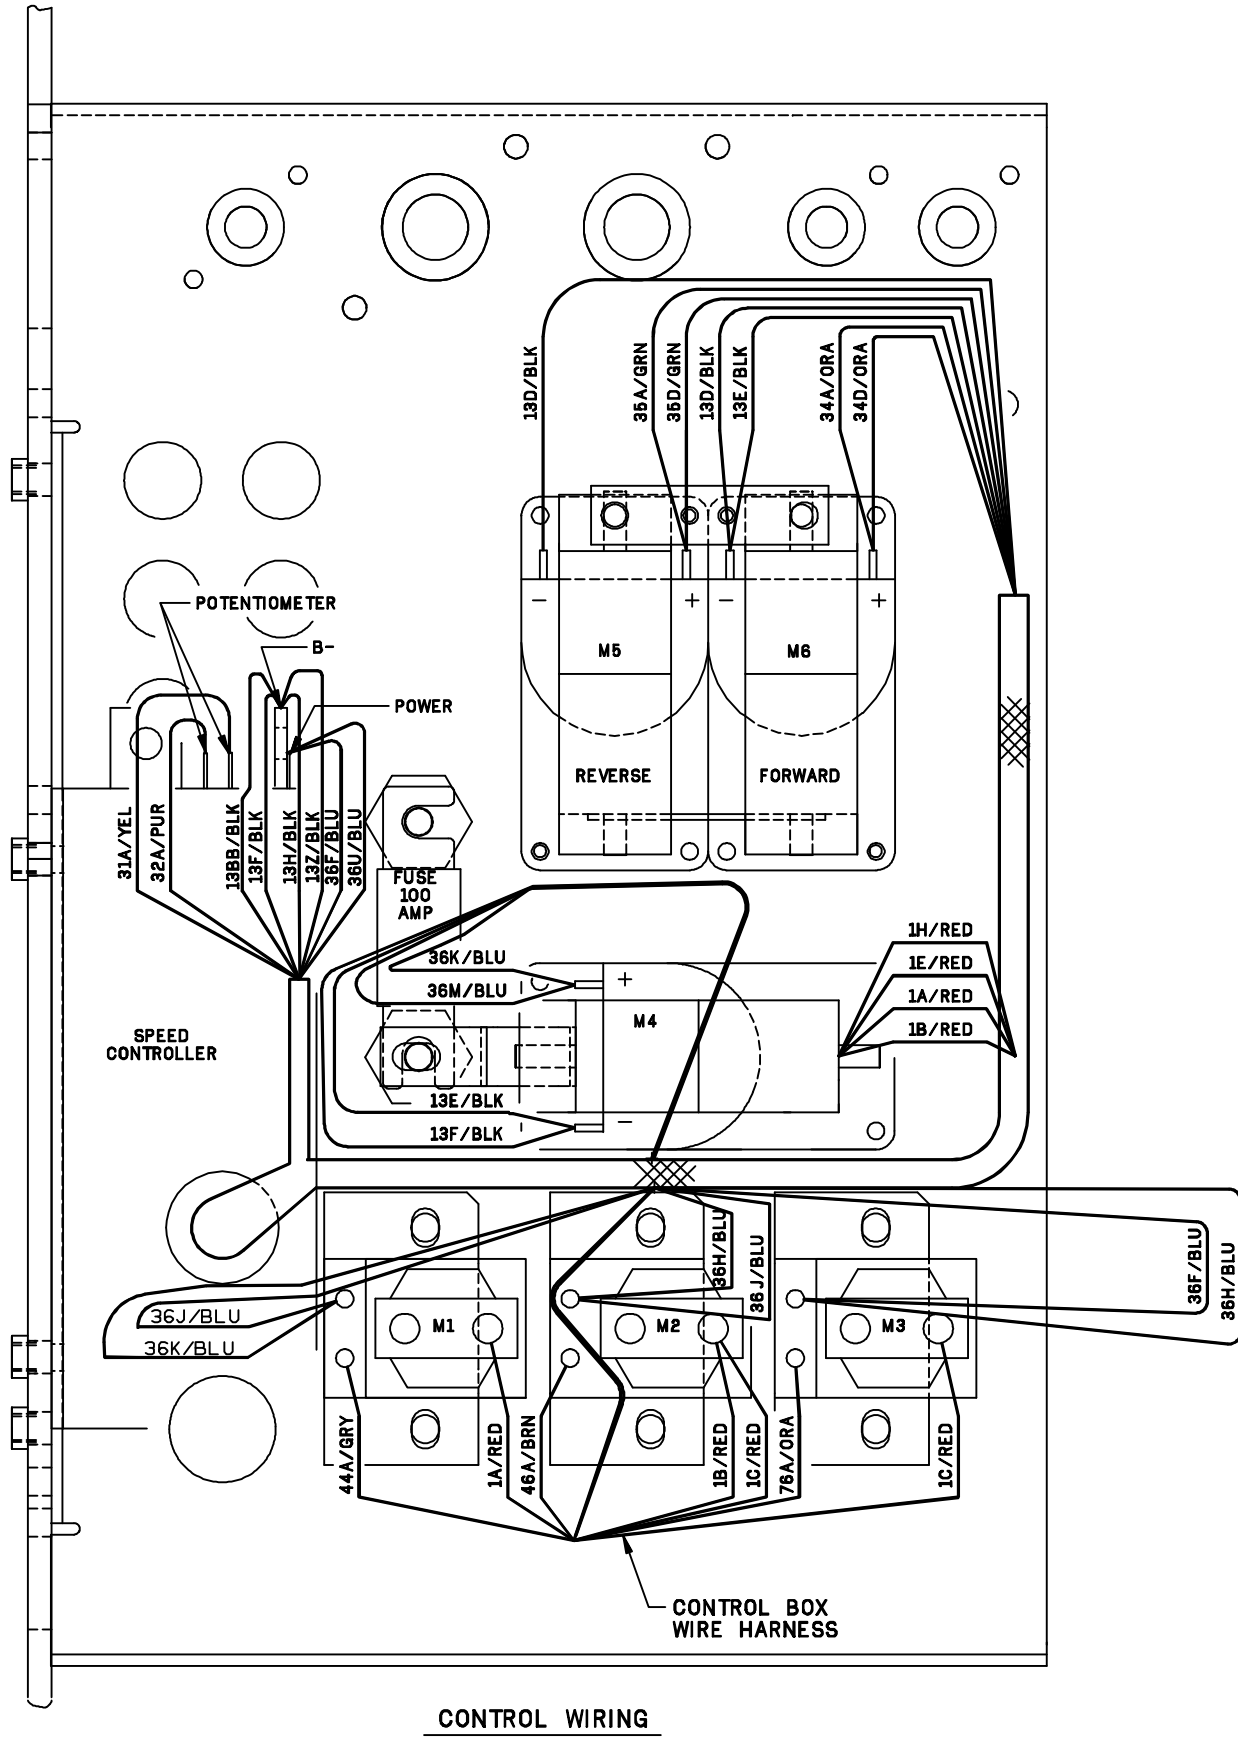 13D/BLK
35A/GRN
35D/GRN
13D/BLK
13E/BLK
34A/ORA
34D/ORA
POTENTIOMETER
B-
POWER
- + - +
M5
M6
REVERSE
FORWARD
31A/YEL
32A/PUR
13BB/BLK
13F/BLK
13H/BLK
13Z/BLK
36F/BLU
36U/BLU
FUSE
100
AMP
36K/BLU
36M/BLU
+
M4
-
1H/RED
1E/RED
1A/RED
1B/RED
SPEED
CONTROLLER
13E/BLK
13F/BLK
36H/BLU
36J/BLU
36F/BLU
36H/BLU
36J/BLU
36K/BLU
M1
M2
M3
44A/GRY
1A/RED
46A/BRN
1B/RED
1C/RED
76A/ORA
1C/RED
CONTROL BOX
WIRE HARNESS
CONTROL WIRING